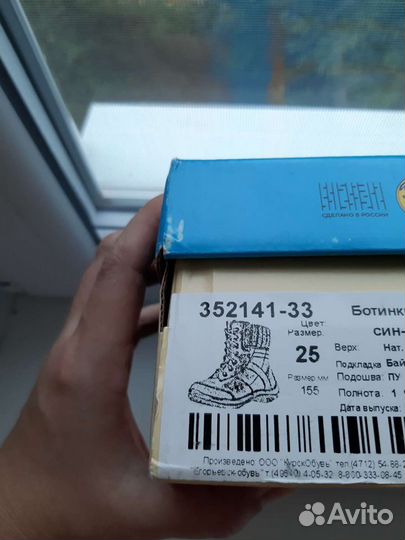 СДЕЛАНО В РОССИИ
352141-33 Ботинки
Цвет: СИН-
Размер:
25 Верх: Нат.
Подкладка Бай
Размер мм Подошва: ПУ
155 Полнота: 1
Дата выпуска:
Произведено: ООО "КурскОбувь" тел (4712) 54-88-2
Егорьевск-обувь" т (49640) 4-05-32 8-800-333-08-45
Avito